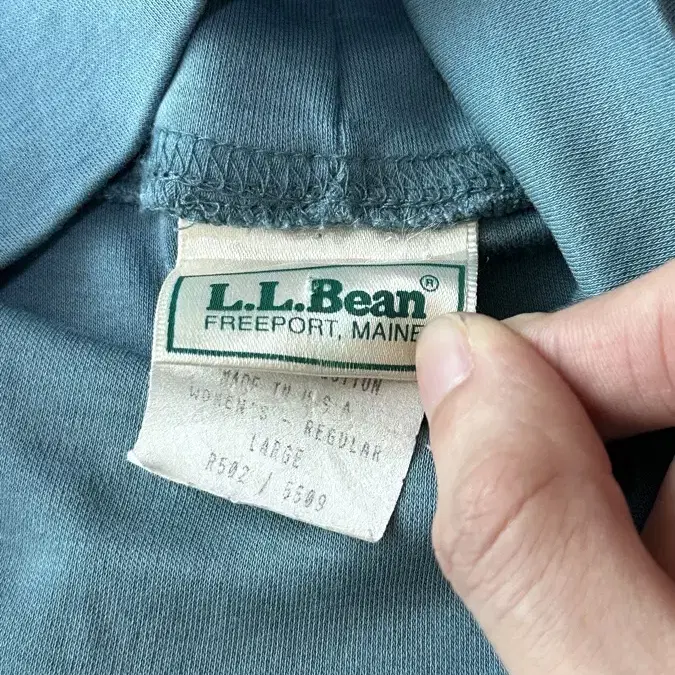 L.L.Bean®
FREEPORT, MAINE
MADE IN U S A
WOMEN'S - REGULAR
LARGE
R502 / 5509